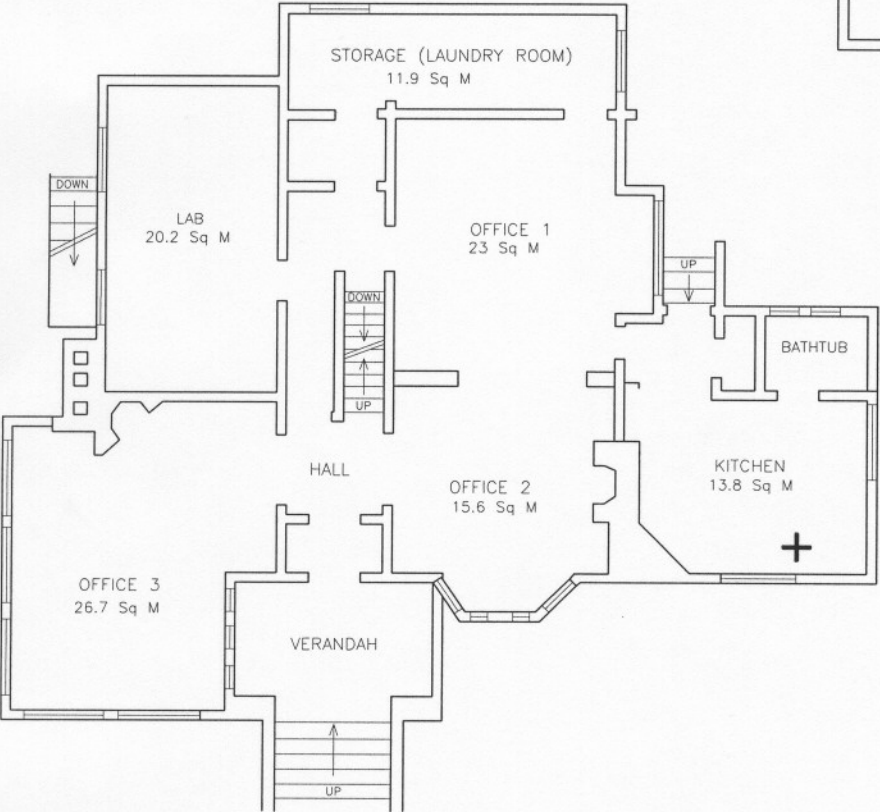 STORAGE (LAUNDRY ROOM)
11.9 Sq M
DOWN
LAB
20.2 Sq M
OFFICE 1
23 Sq M
UP
DOWN
BATHTUB
UP
HALL
KITCHEN
13.8 Sq M
OFFICE 2
15.6 Sq M
OFFICE 3
26.7 Sq M
VERANDAH
UP